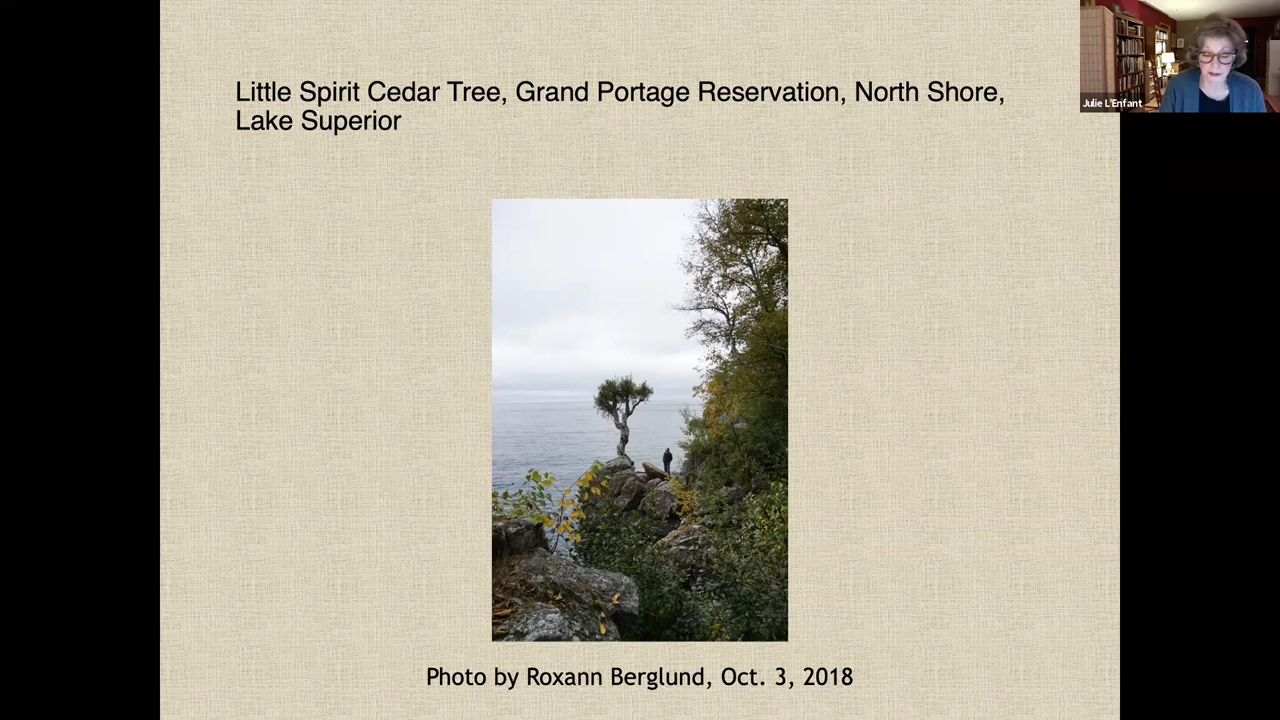 Little Spirit Cedar Tree, Grand Portage Reservation, North Shore,
Lake Superior
Julie L'Enfant
Photo by Roxann Berglund, Oct. 3, 2018